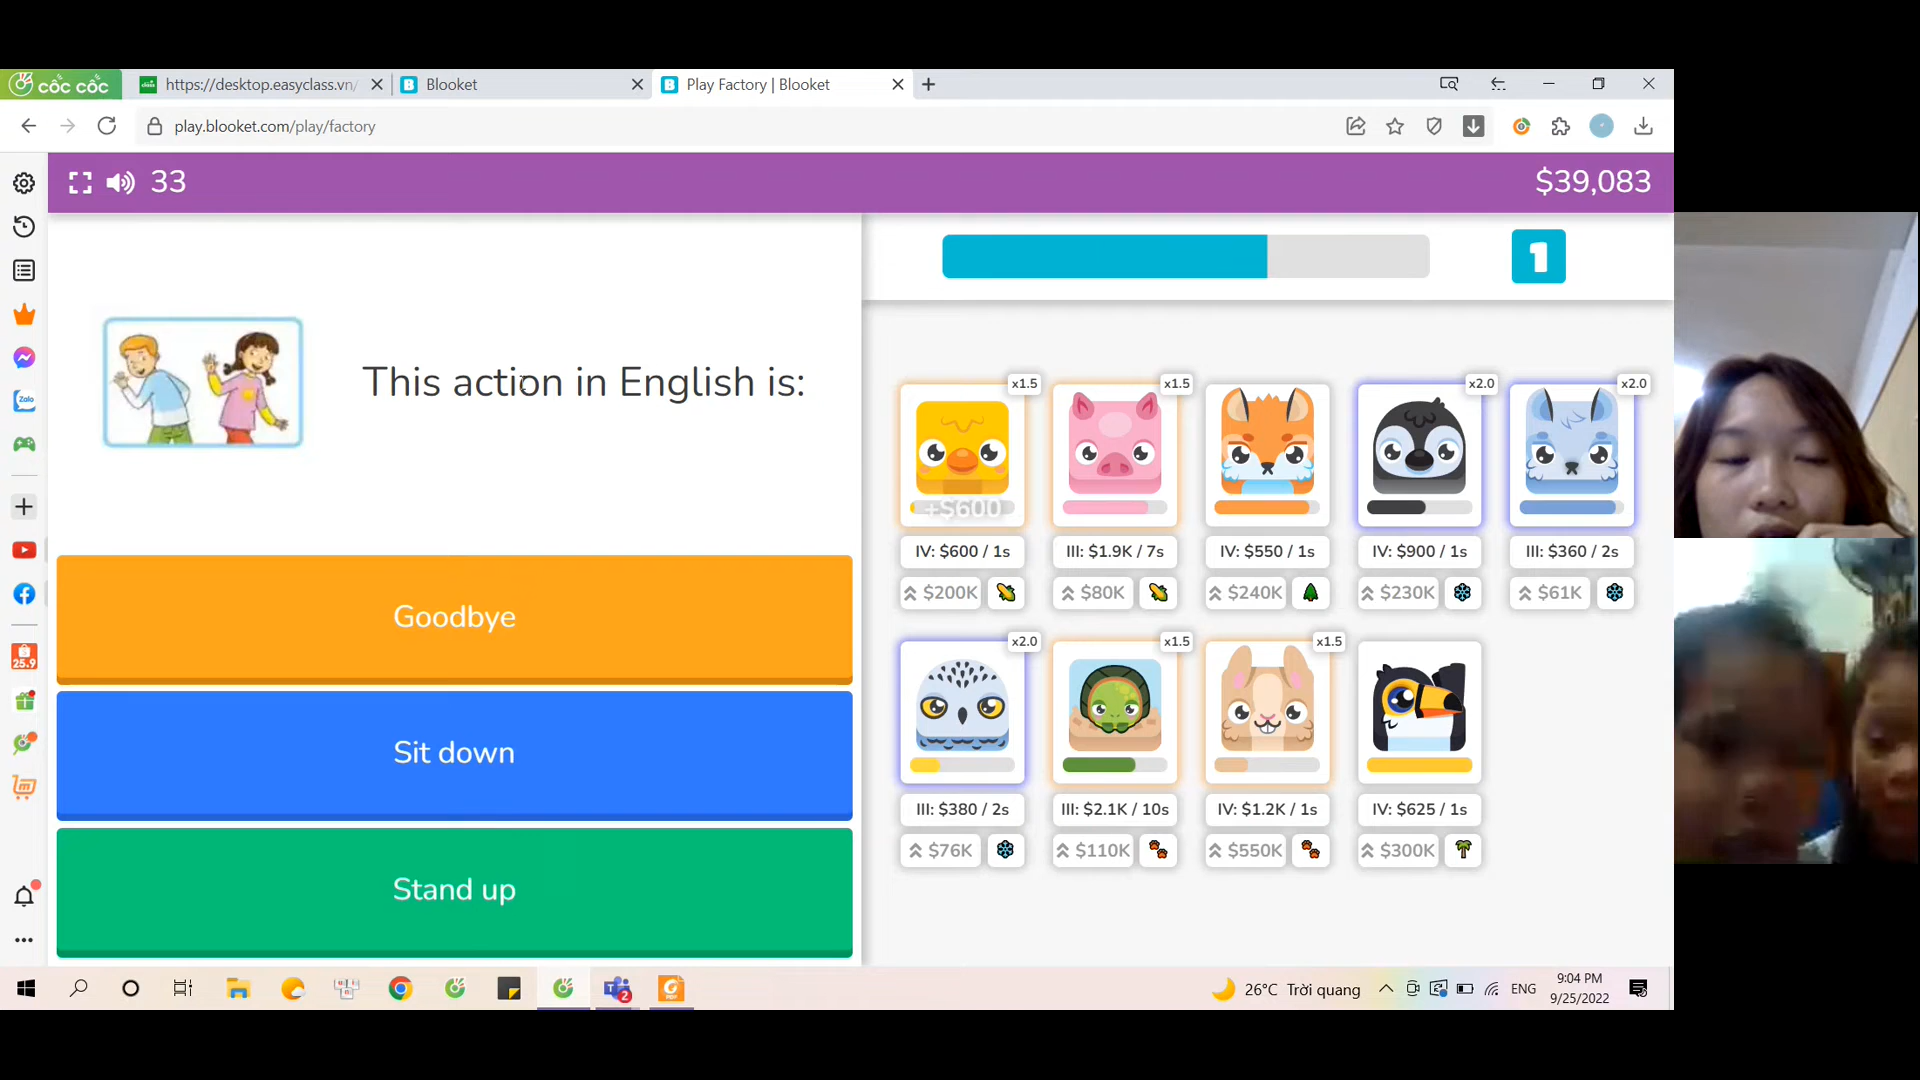 cốc cốc
https://desktop.easyclass.vn/
Blooket
Play Factory | Blooket
play.blooket.com/play/factory
33
$39,083
1
This action in English is:
Goodbye
Sit down
Stand up
x1.5
x1.5
x2.0
x2.0
+$600
IV: $600 / 1s
III: $1.9K / 7s
IV: $550 / 1s
IV: $900 / 1s
III: $360 / 2s
$200K
$80K
$240K
$230K
$61K
x2.0
x1.5
x1.5
III: $380 / 2s
III: $2.1K / 10s
IV: $1.2K / 1s
IV: $625 / 1s
$76K
$110K
$550K
$300K
Zalo
25.9
2
26°C Trời quang
ENG
9:04 PM
9/25/2022